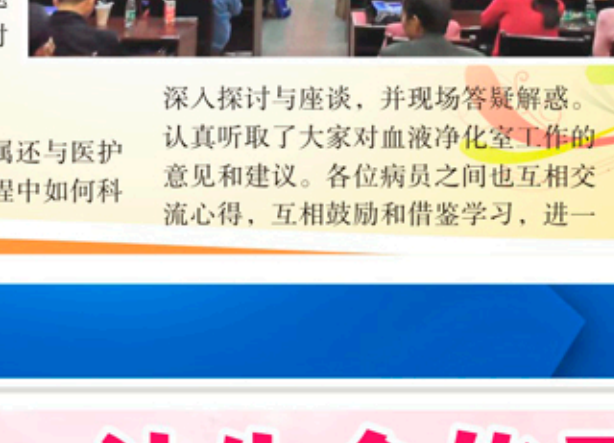 属还与医护
程中如何科
深入探讨与座谈，并现场答疑解惑。
认真听取了大家对血液净化室工作的
意见和建议。各位病员之间也互相交
流心得，互相鼓励和借鉴学习，进一